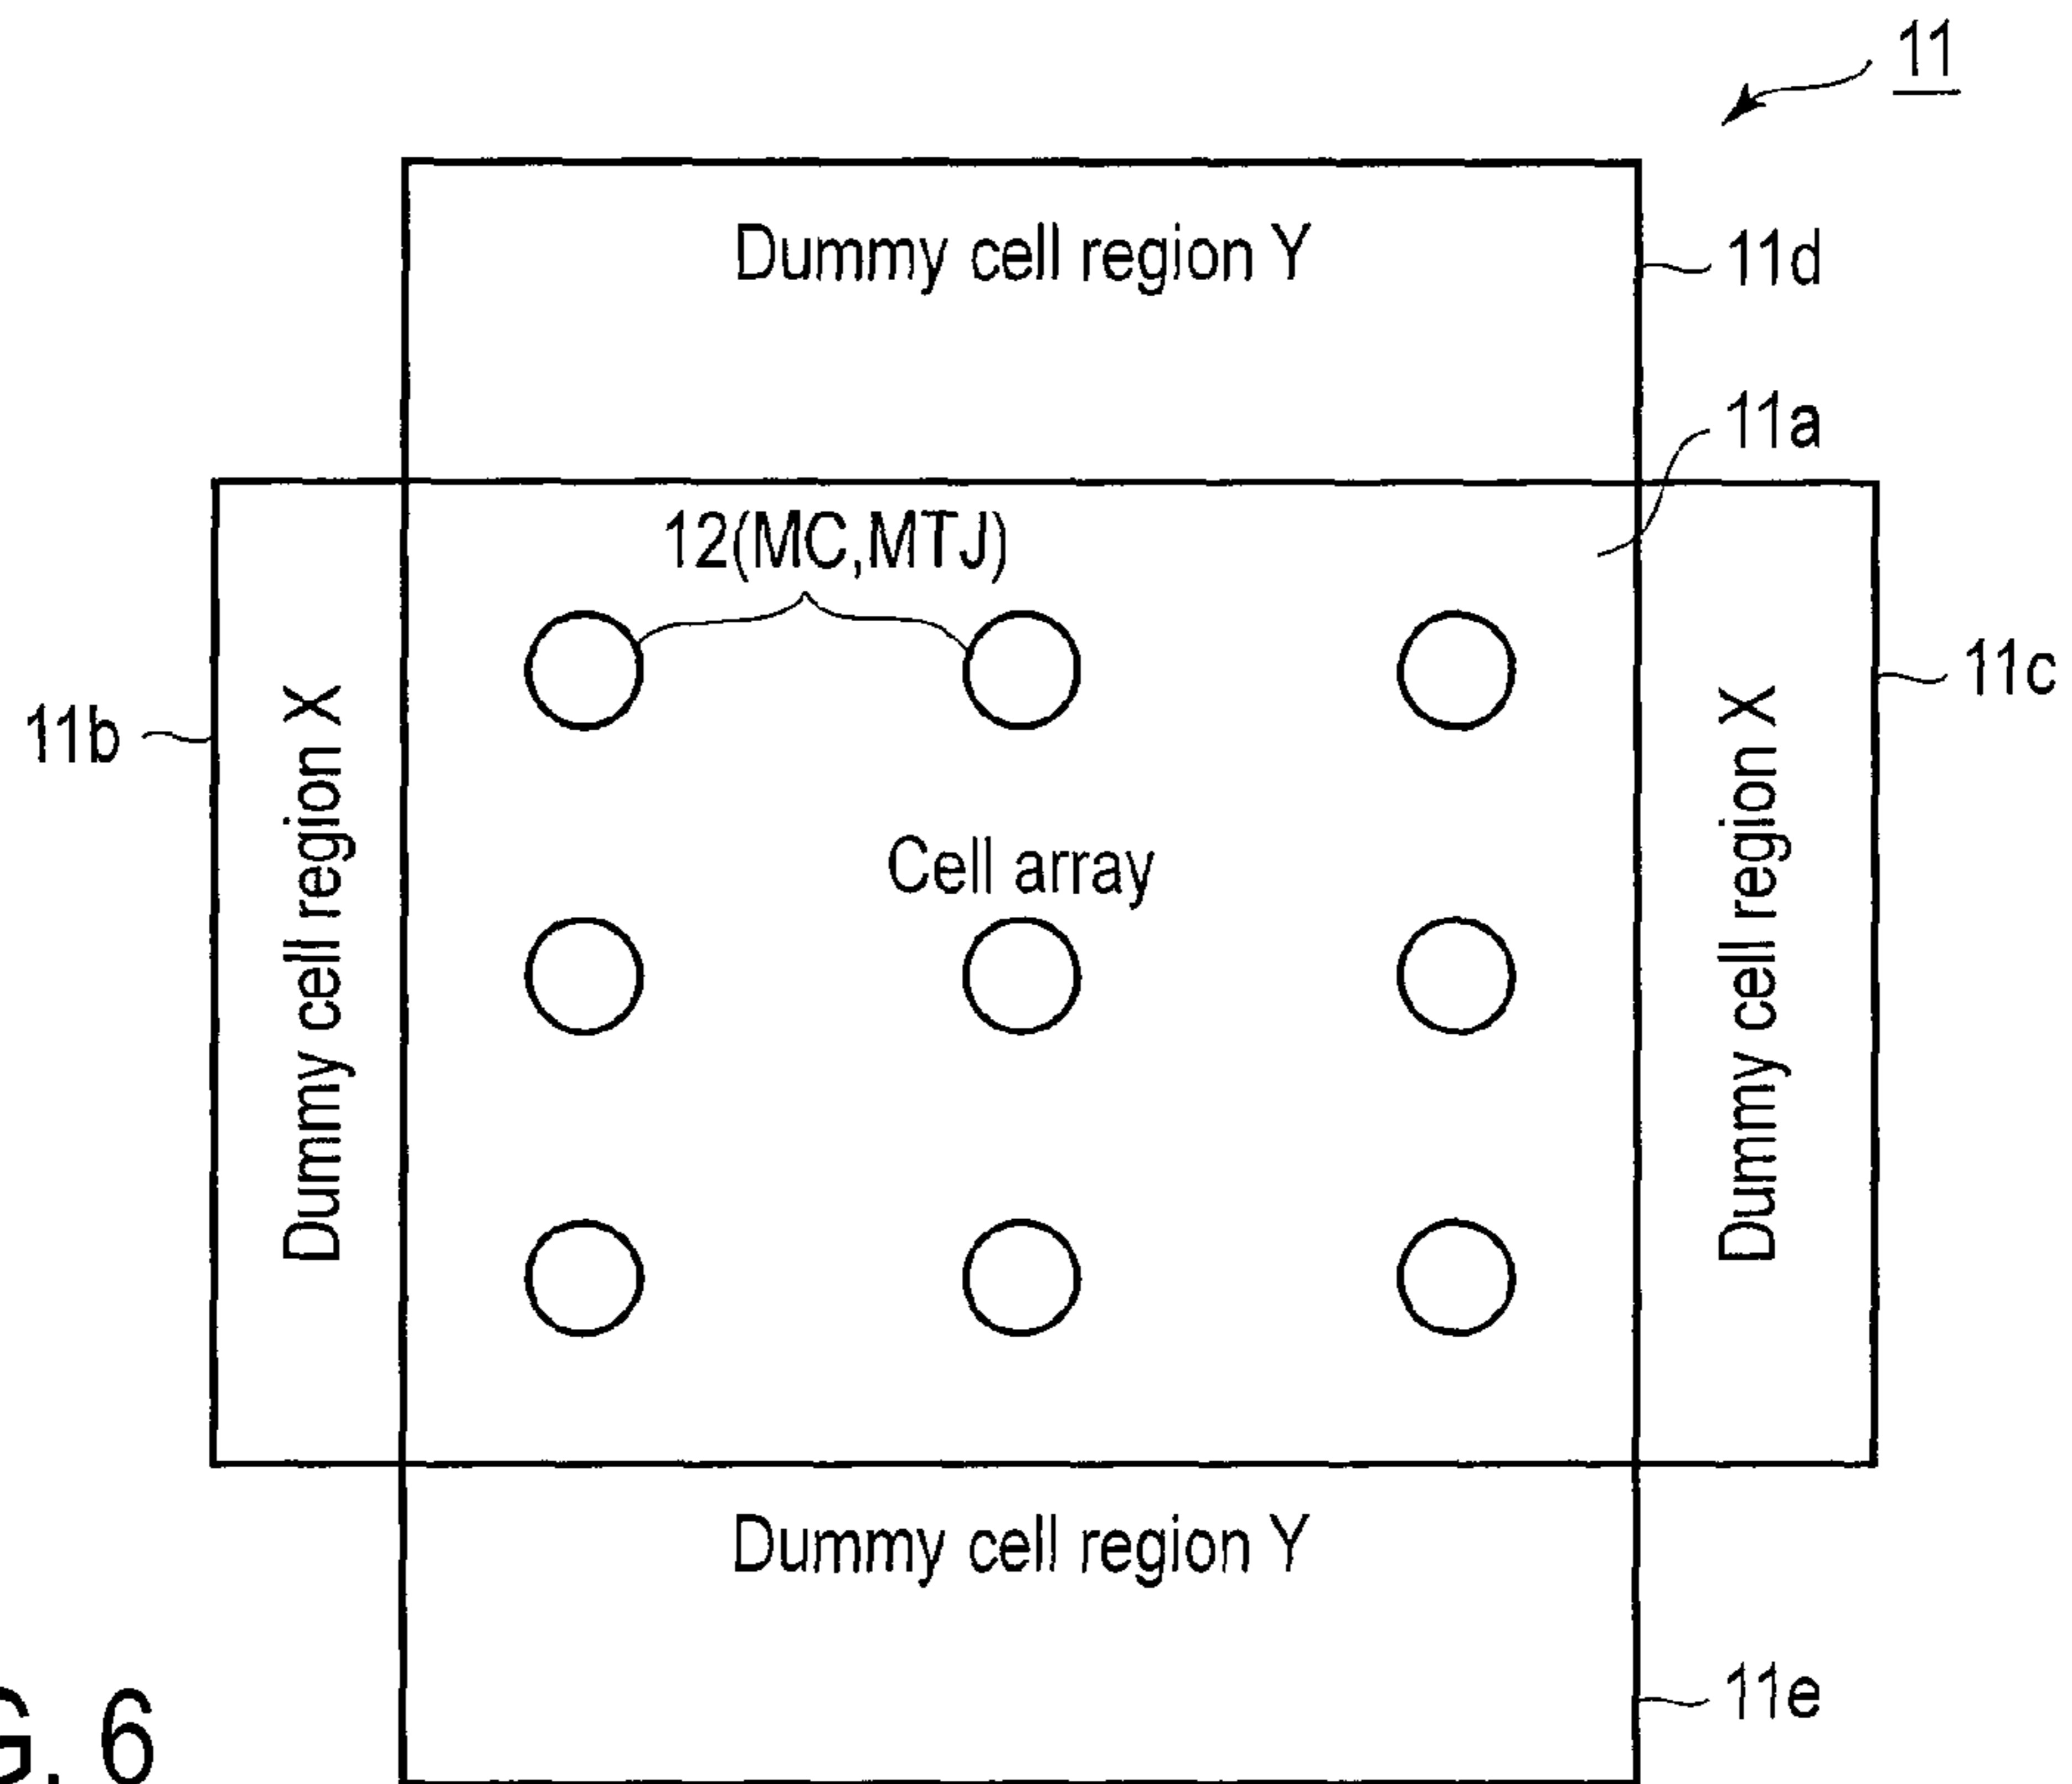 11
Dummy cell region Y
11d
11a
12(MC,MTJ)
11c
11b
Dummy cell region X
Cell array
Dummy cell region X
Dummy cell region Y
11e
G. 6